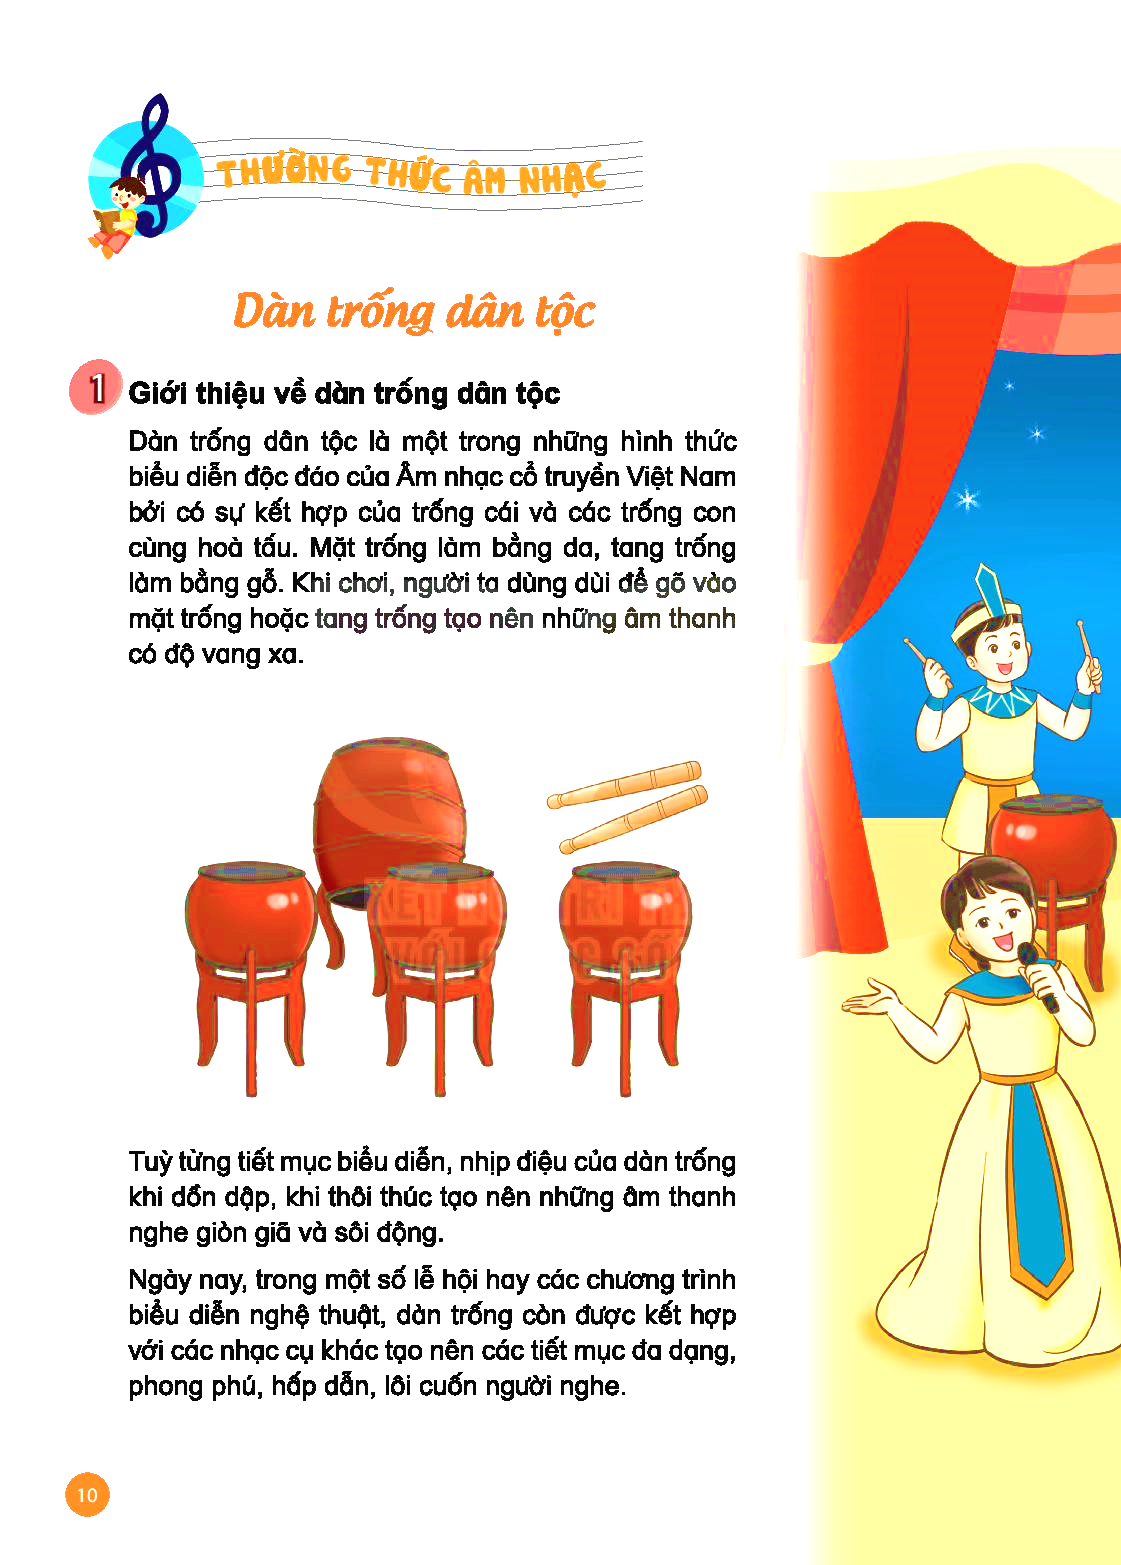 THƯỜNG THỨC ÂM NHẠC
Dàn trống dân tộc
1 Giới thiệu về dàn trống dân tộc
Dàn trống dân tộc là một trong những hình thức
biểu diễn độc đáo của Âm nhạc cổ truyền Việt Nam
bởi có sự kết hợp của trống cái và các trống con
cùng hoà tấu. Mặt trống làm bằng da, tang trống
làm bằng gỗ. Khi chơi, người ta dùng dùi để gõ vào
mặt trống hoặc tang trống tạo nên những âm thanh
có độ vang xa.
KẾT NỐI TRI TH
VỚI CUỘC SỐ
Tuỳ từng tiết mục biểu diễn, nhịp điệu của dàn trống
khi dồn dập, khi thôi thúc tạo nên những âm thanh
nghe giòn giã và sôi động.
Ngày nay, trong một số lễ hội hay các chương trình
biểu diễn nghệ thuật, dàn trống còn được kết hợp
với các nhạc cụ khác tạo nên các tiết mục đa dạng,
phong phú, hấp dẫn, lôi cuốn người nghe.
10